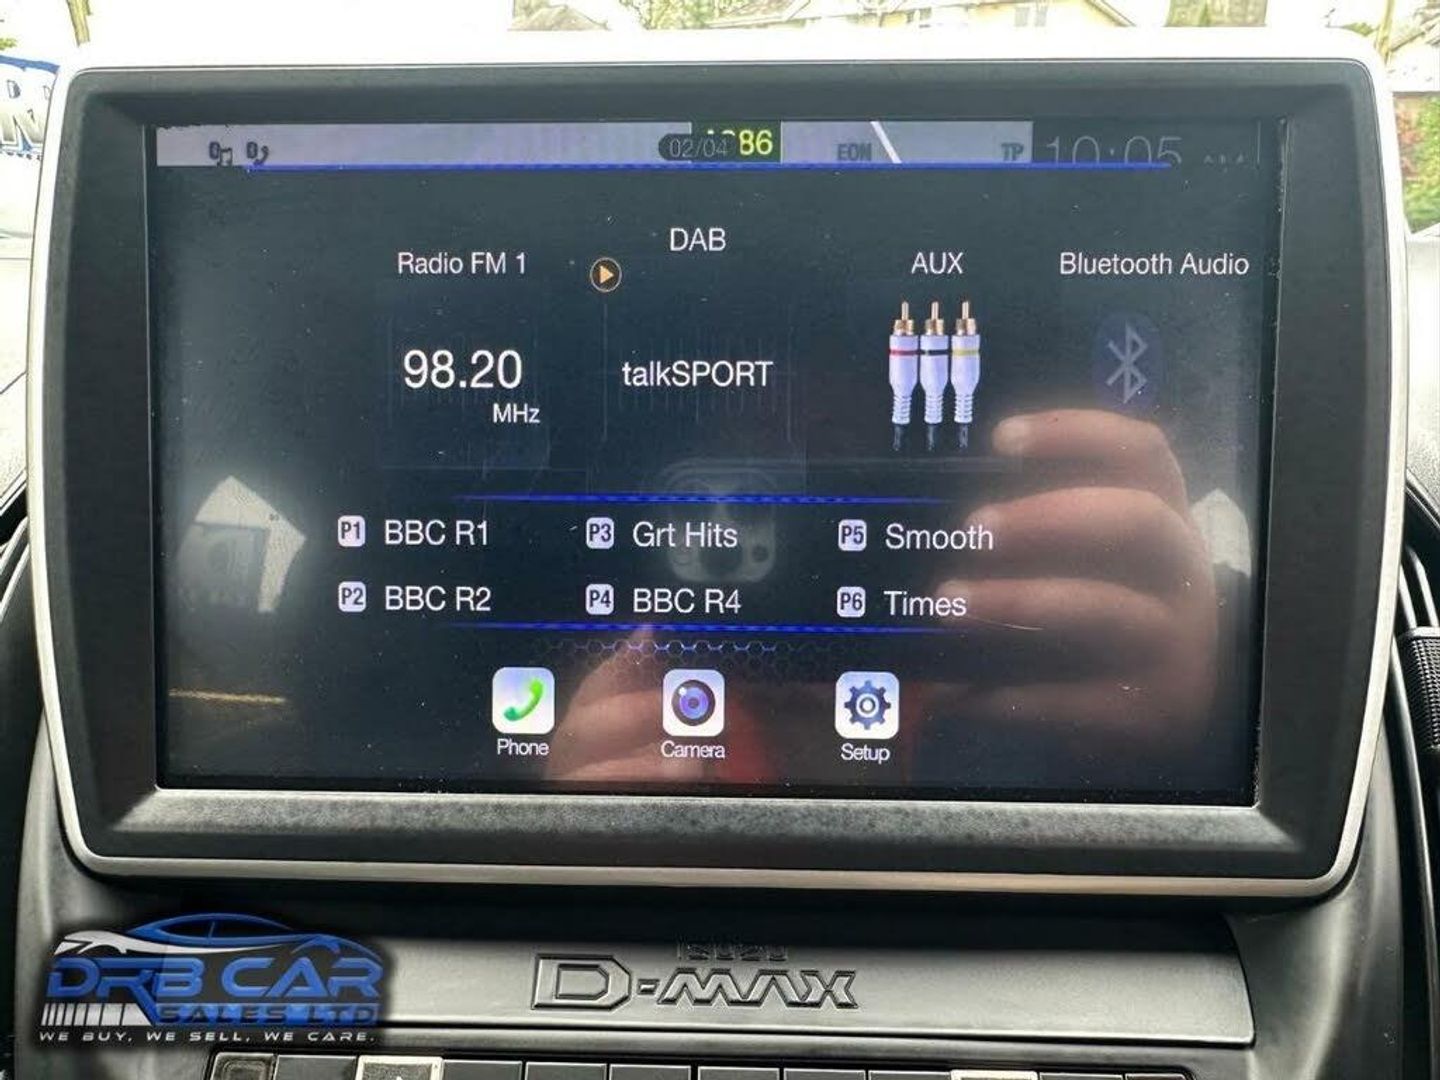 02/04
86
EON
TP
10:05
DAB
Radio FM 1
AUX
Bluetooth Audio
98.20
MHz
talkSPORT
P1 BBC R1
P3 Grt Hits
P5 Smooth
P2 BBC R2
P4 BBC R4
P6 Times
Phone
Camera
Setup
ISUZU
D-MAX
DRB CAR
SALES LTD
WE BUY, WE SELL, WE CARE.